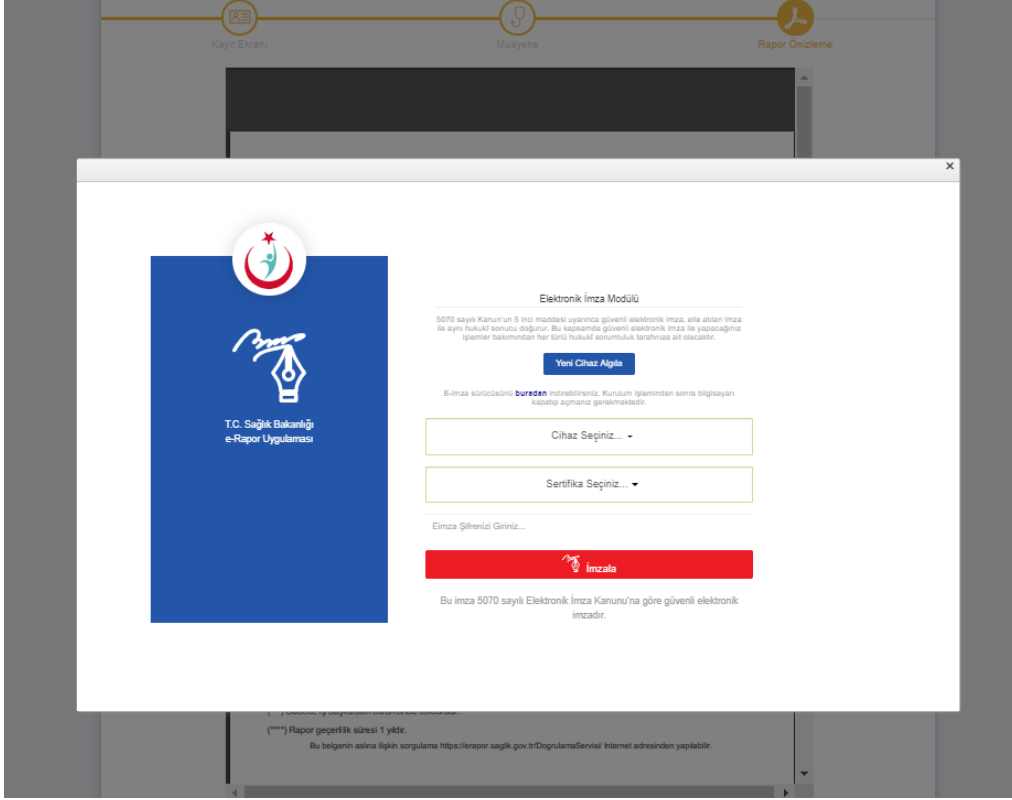 Kayıt Ekranı
Muayene
Rapor Önizleme
×
Elektronik İmza Modülü
5070 sayılı Kanun'un 5 inci maddesi uyarınca güvenli elektronik imza, elle atılan imza
ile aynı hukukî sonucu doğurur. Bu kapsamda güvenli elektronik imza ile yapacağınız
işlemler bakımından her türlü hukukî sorumluluk tarafınıza ait olacaktır.
Yeni Cihaz Algıla
E-imza sürücüsünü buradan indirebilirsiniz. Kurulum işleminden sonra bilgisayarı
kapatıp açmanız gerekmektedir.
T.C. Sağlık Bakanlığı
e-Rapor Uygulaması
Cihaz Seçiniz...
Sertifika Seçiniz...
Eimza Şifrenizi Giriniz...
İmzala
Bu imza 5070 sayılı Elektronik İmza Kanunu'na göre güvenli elektronik
imzadır.
(****) Rapor geçerlilik süresi 1 yıldır.
Bu belgenin aslına ilişkin sorgulama https://erapor.saglik.gov.tr/DogrulamaServisi/ Internet adresinden yapılabilir.